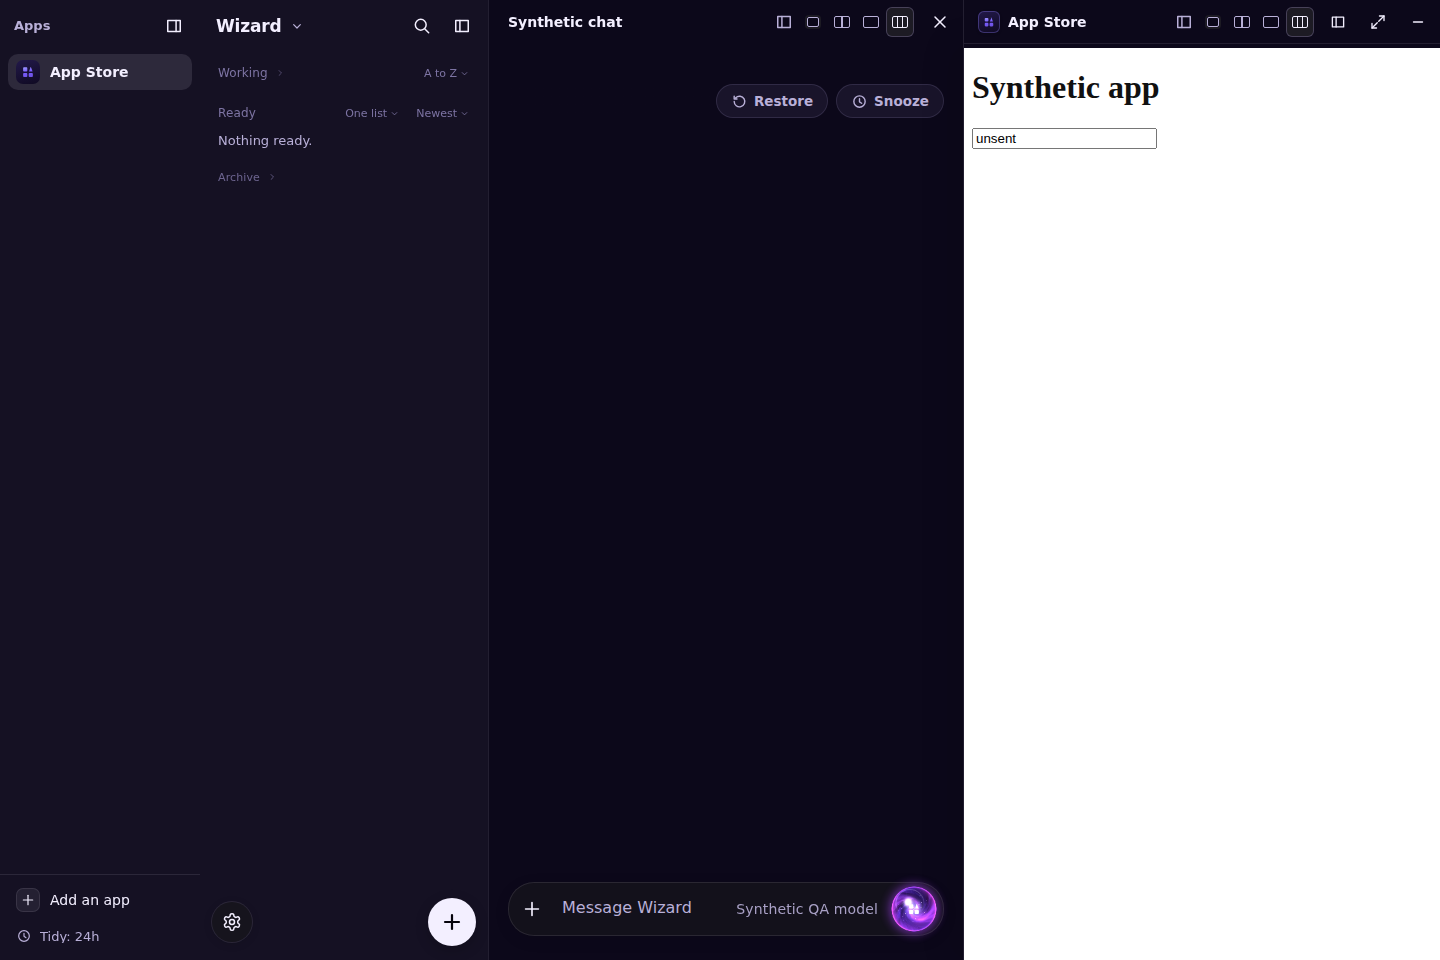 Apps
App Store
Add an app
Tidy: 24h
Wizard
Working
A to Z
Ready
One list
Newest
Nothing ready.
Archive
Synthetic chat
Restore
Snooze
Message Wizard
Synthetic QA model
App Store
Synthetic app
unsent